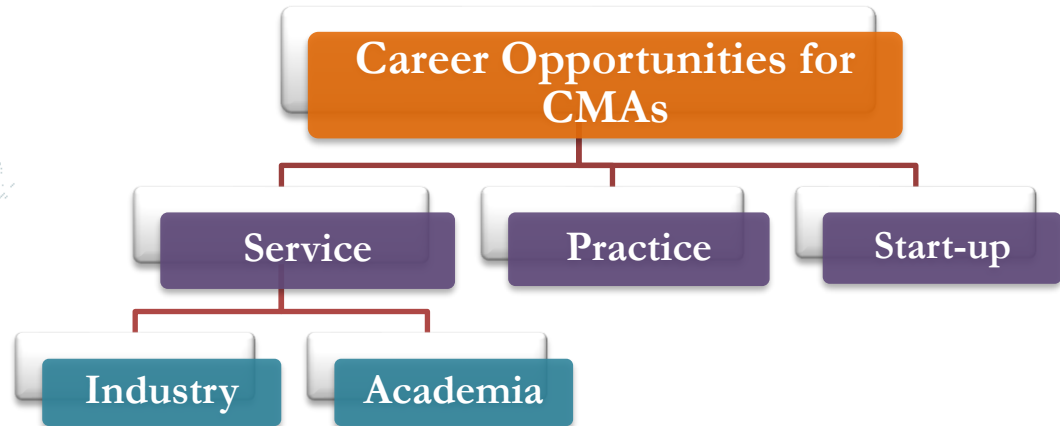 Career Opportunities for
CMAs
Service
Practice
Start-up
Industry
Academia